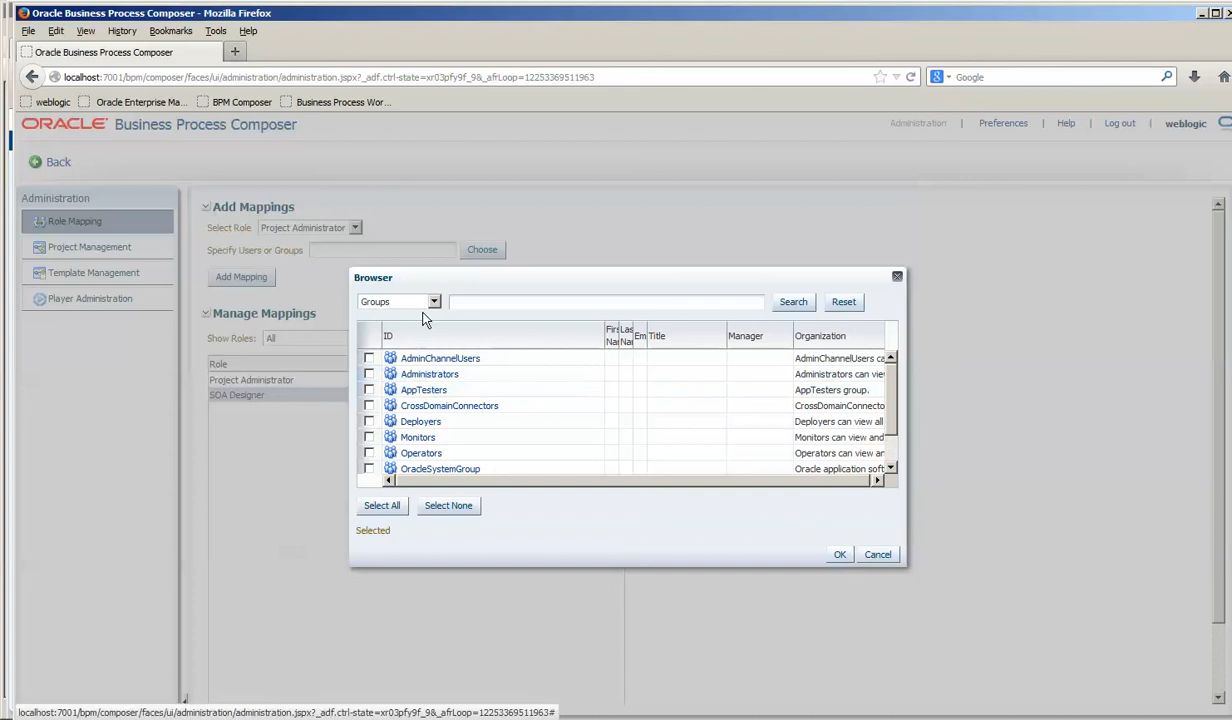 Oracle Business Process Composer - Mozilla Firefox
File Edit View History Bookmarks Tools Help
Oracle Business Process Composer
localhost:7001/bpm/composer/faces/ui/administration/administration.jspx?_adf.ctrl-state=xr03pfy9f_9&_afrLoop=12253369511963
Google
weblogic Oracle Enterprise Ma... BPM Composer Business Process Wor...
ORACLE Business Process Composer
Administration | Preferences | Help | Log out | weblogic
Back
Administration
Role Mapping
Project Management
Template Management
Player Administration
Add Mappings
Select Role Project Administrator
Specify Users or Groups Choose
Add Mapping
Manage Mappings
Show Roles: All
Role
Project Administrator
SOA Designer
Browser
Groups Search Reset
ID Firs Nar Las Nar Em Title Manager Organization
AdminChannelUsers AdminChannelUsers ca
Administrators Administrators can view
AppTesters AppTesters group.
CrossDomainConnectors CrossDomainConnecto
Deployers Deployers can view all
Monitors Monitors can view and
Operators Operators can view an
OracleSystemGroup Oracle application soft
Select All Select None
Selected
OK Cancel
localhost:7001/bpm/composer/faces/ui/administration/administration.jspx?_adf.ctrl-state=xr03pfy9f_9&_afrLoop=12253369511963#